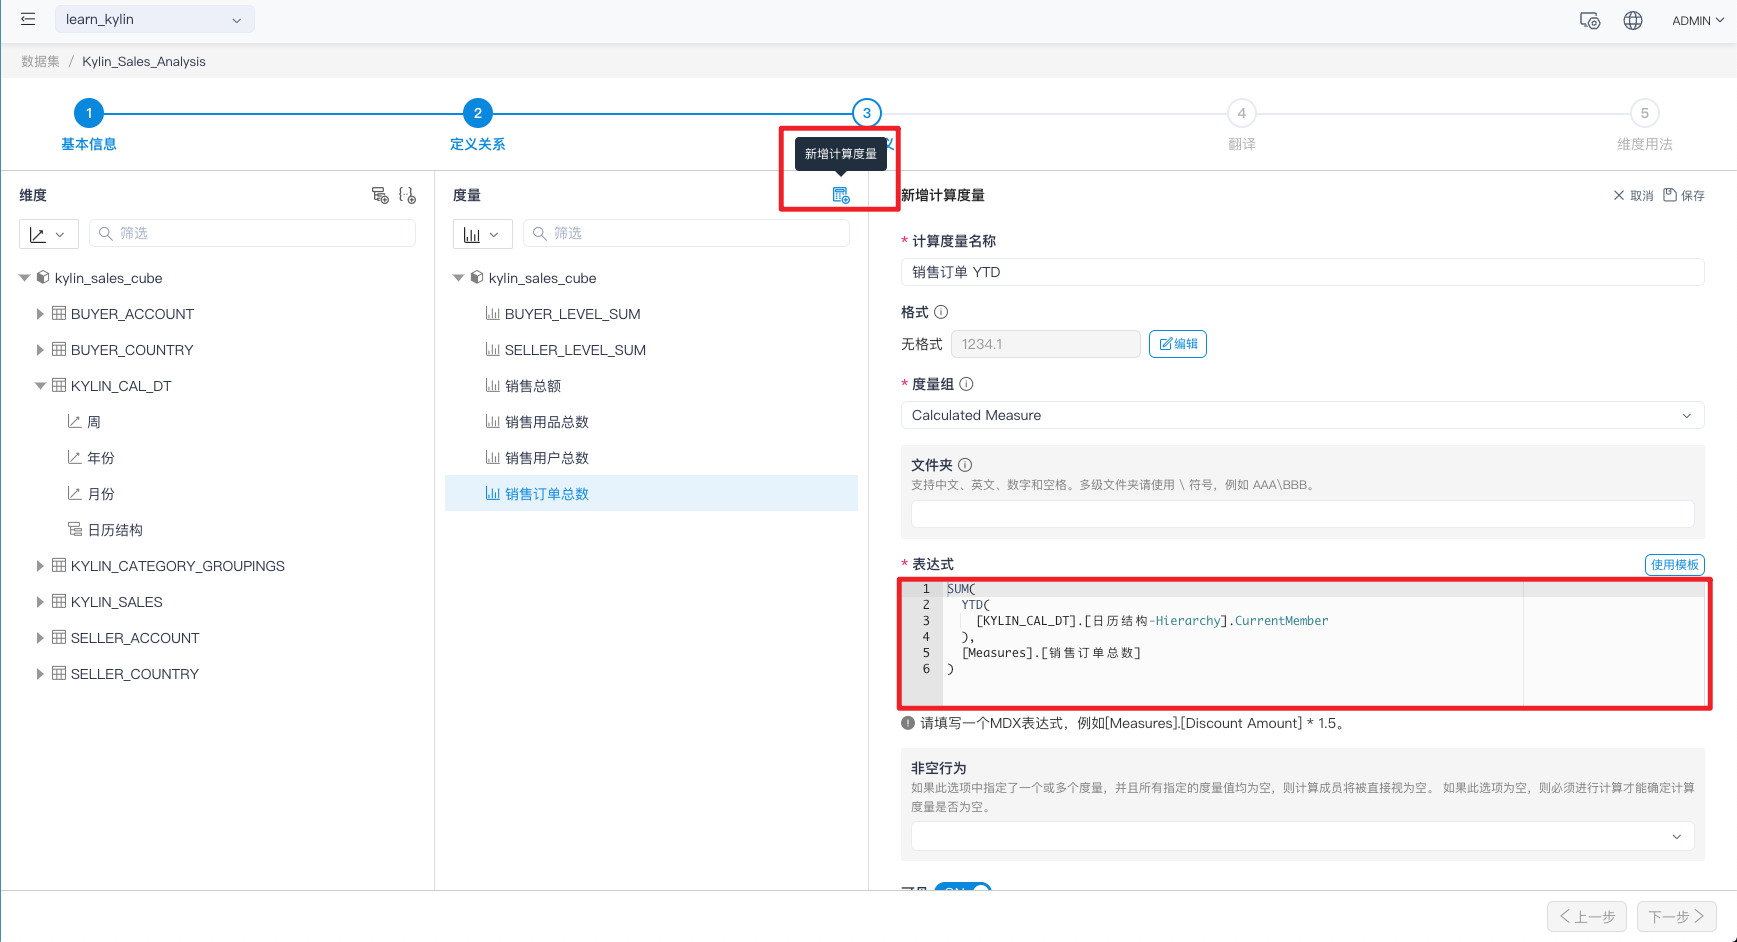 learn_kylin
ADMIN
数据集 / Kylin_Sales_Analysis
1
2
3
4
5
基本信息
定义关系
义
翻译
维度用法
新增计算度量
维度
度量
新增计算度量
取消
保存
筛选
筛选
kylin_sales_cube
BUYER_ACCOUNT
BUYER_COUNTRY
KYLIN_CAL_DT
周
年份
月份
日历结构
KYLIN_CATEGORY_GROUPINGS
KYLIN_SALES
SELLER_ACCOUNT
SELLER_COUNTRY
kylin_sales_cube
BUYER_LEVEL_SUM
SELLER_LEVEL_SUM
销售总额
销售用品总数
销售用户总数
销售订单总数
* 计算度量名称
销售订单 YTD
格式
无格式
1234.1
编辑
* 度量组
Calculated Measure
文件夹
支持中文、英文、数字和空格。多级文件夹请使用 \ 符号，例如 AAA\BBB。
* 表达式
使用模板
1 SUM(
2 YTD(
3 [KYLIN_CAL_DT].[日历结构-Hierarchy].CurrentMember
4 ),
5 [Measures].[销售订单总数]
6 )
请填写一个MDX表达式，例如[Measures].[Discount Amount] * 1.5。
非空行为
如果此选项中指定了一个或多个度量，并且所有指定的度量值均为空，则计算成员将被直接视为空。 如果此选项为空，则必须进行计算才能确定计算
度量是否为空。
上一步
下一步